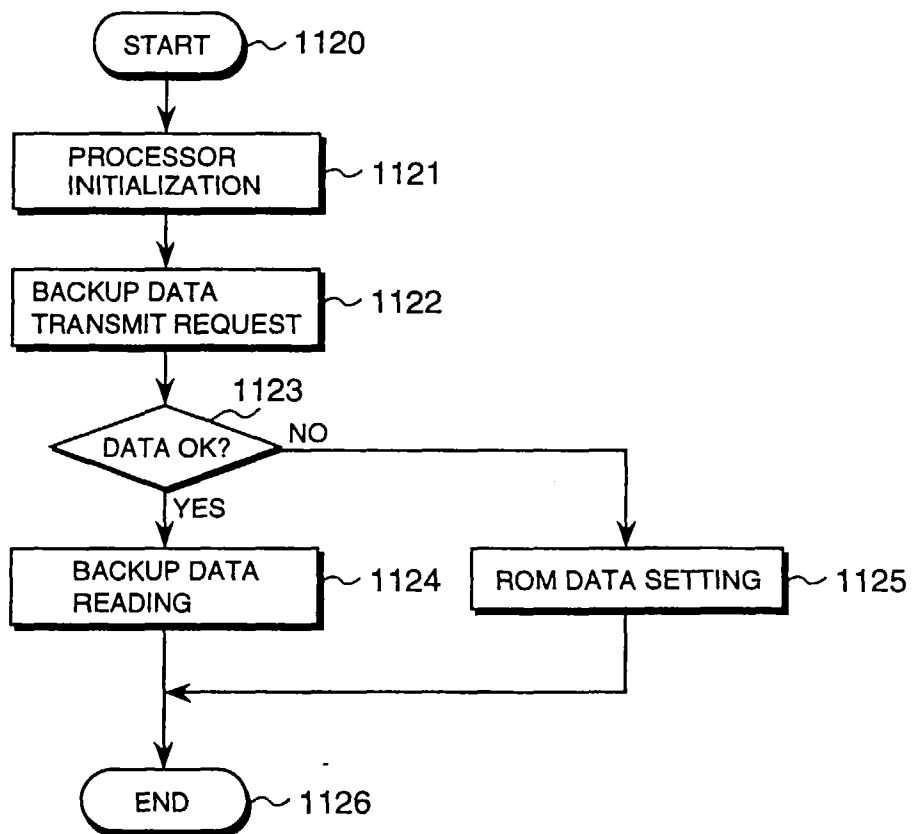 START
1120
PROCESSOR
INITIALIZATION
1121
BACKUP DATA
TRANSMIT REQUEST
1122
1123
DATA OK?
NO
YES
BACKUP DATA
READING
1124
ROM DATA SETTING
1125
END
1126